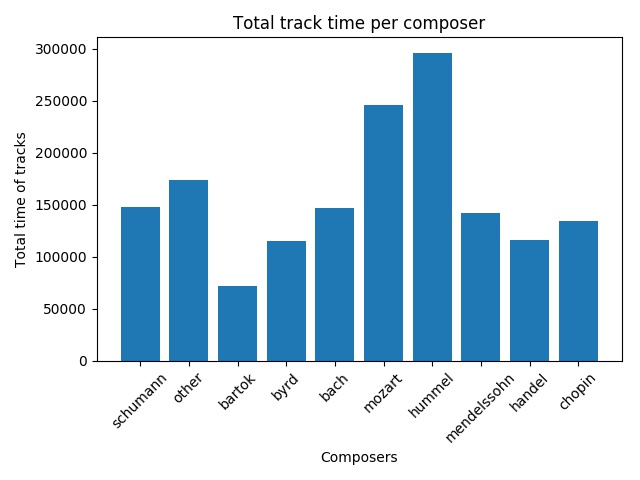 Total track time per composer
Total time of tracks
300000
250000
200000
150000
100000
50000
0
schumann
other
bartok
byrd
bach
mozart
hummel
mendelssohn
handel
chopin
Composers